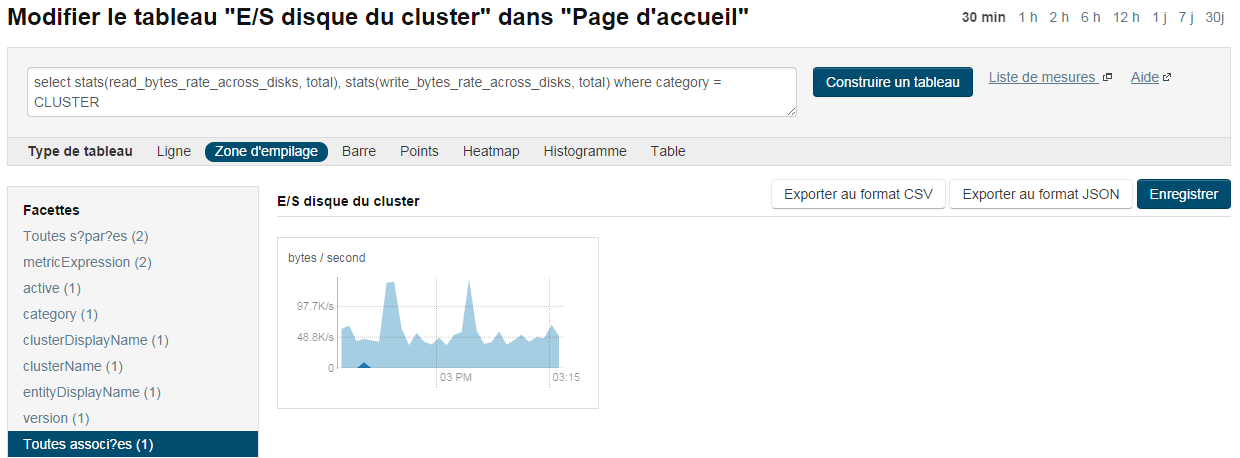 Modifier le tableau "E/S disque du cluster" dans "Page d'accueil"
30 min 1 h 2 h 6 h 12 h 1 j 7 j 30j
select stats(read_bytes_rate_across_disks, total), stats(write_bytes_rate_across_disks, total) where category =
CLUSTER
Construire un tableau
Liste de mesures
Aide
Type de tableau Ligne Zone d'empilage Barre Points Heatmap Histogramme Table
Facettes
Toutes s?par?es (2)
metricExpression (2)
active (1)
category (1)
clusterDisplayName (1)
clusterName (1)
entityDisplayName (1)
version (1)
Toutes associ?es (1)
E/S disque du cluster
Exporter au format CSV
Exporter au format JSON
Enregistrer
bytes / second
97.7K/s
48.8K/s
0
03 PM
03:15